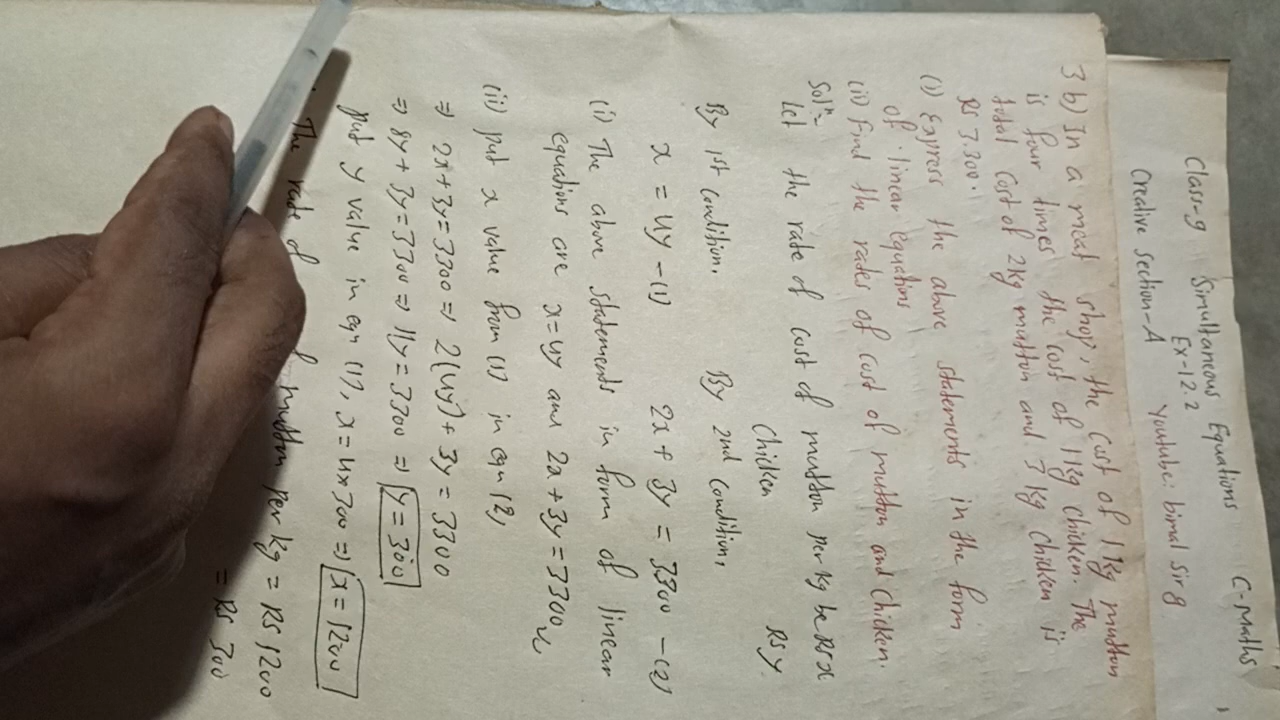 Class-9 Simultaneous Equations C-Maths
Ex-12.2
Creative Section-A Youtube: bimal Sir 8
3 b) In a meat shop, the cost of 1 kg mutton
is four times the cost of 1 kg chicken. The
total cost of 2kg mutton and 3 kg chicken is
RS 3300.
(i) Express the above statements in the form
of linear equations
(ii) find the rates of cost of mutton and chicken.
Solⁿ
Let the rate of cost of mutton per kg be RS x
Chicken RS y.
By 1st condition, By 2nd condition,
x = 4y -(1) 2x + 3y = 3300 -(2)
(i) The above statements in form of linear
equations are x=4y and 2x+3y=3300
(ii) put x value from (1) in eqn (2)
⇒ 2x+3y=3300 ⇒ 2(4y) + 3y = 3300
⇒ 8y + 3y = 3300 ⇒ 11y = 3300 ⇒ y = 300
put y value in eqn (1), x = 4×300 ⇒ x = 1200
The rate of mutton per kg = RS 1200
= RS 300